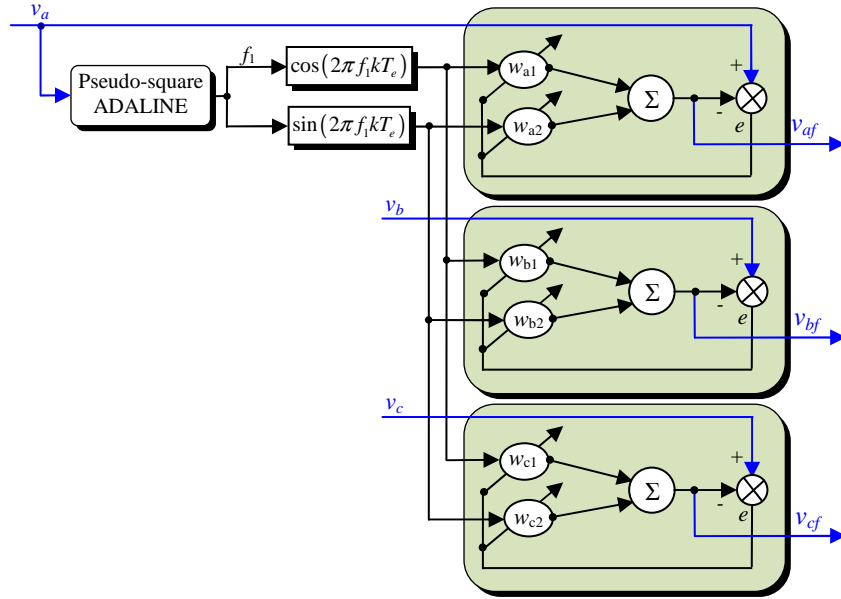 v_a
f_1
cos(2πf_1kT_e)
Pseudo-square
ADALINE
sin(2πf_1kT_e)
w_a1
w_a2
Σ
+
-
e
v_af
v_b
w_b1
w_b2
Σ
+
-
e
v_bf
v_c
w_c1
w_c2
Σ
+
-
e
v_cf